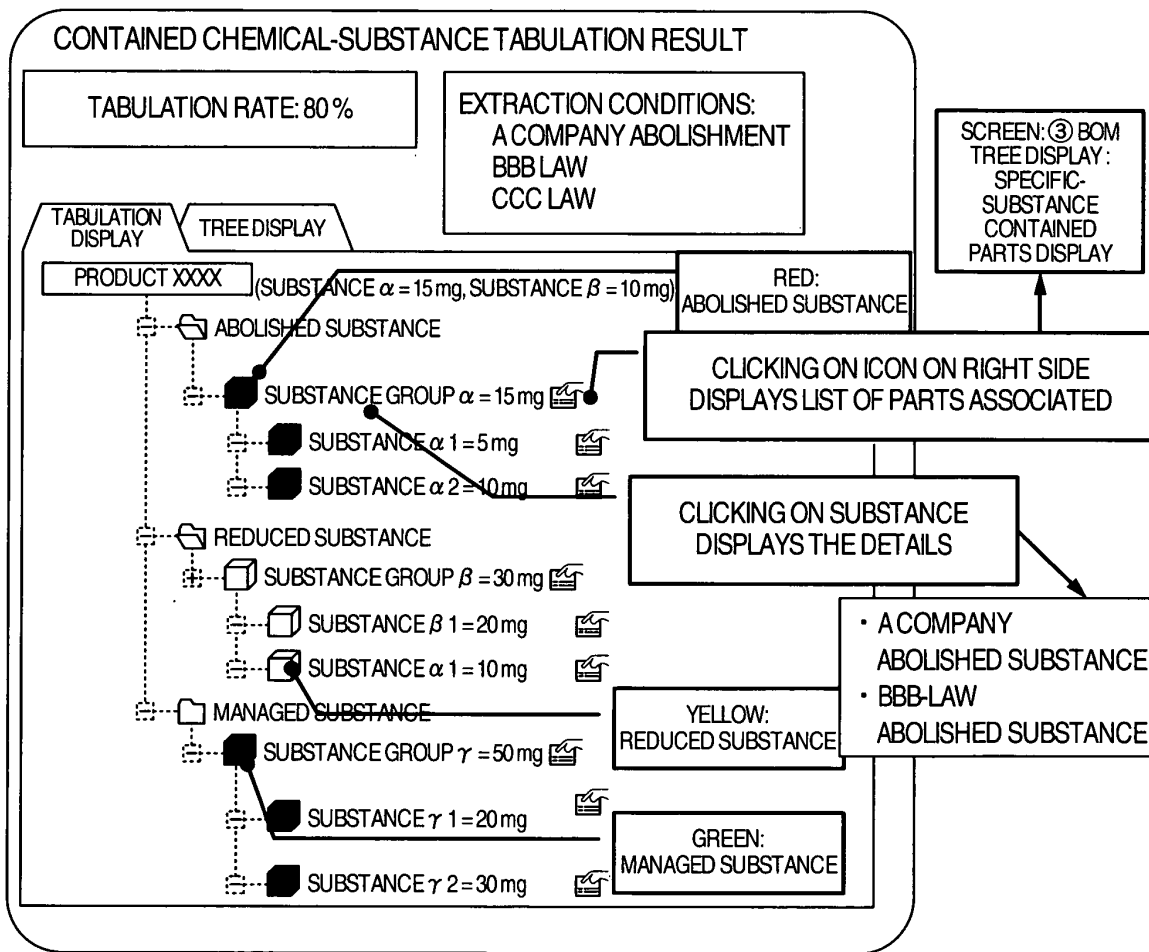 CONTAINED CHEMICAL-SUBSTANCE TABULATION RESULT
TABULATION RATE: 80 %
EXTRACTION CONDITIONS:
A COMPANY ABOLISHMENT
BBB LAW
CCC LAW
SCREEN: ③ BOM
TREE DISPLAY :
SPECIFIC-
SUBSTANCE
CONTAINED
PARTS DISPLAY
TABULATION
DISPLAY
TREE DISPLAY
PRODUCT XXXX
(SUBSTANCE α = 15 mg, SUBSTANCE β = 10 mg)
RED:
ABOLISHED SUBSTANCE
ABOLISHED SUBSTANCE
SUBSTANCE GROUP α = 15 mg
CLICKING ON ICON ON RIGHT SIDE
DISPLAYS LIST OF PARTS ASSOCIATED
SUBSTANCE α 1 = 5 mg
SUBSTANCE α 2 = 10 mg
CLICKING ON SUBSTANCE
DISPLAYS THE DETAILS
REDUCED SUBSTANCE
SUBSTANCE GROUP β = 30 mg
SUBSTANCE β 1 = 20 mg
SUBSTANCE α 1 = 10 mg
・ A COMPANY
ABOLISHED SUBSTANCE
・ BBB-LAW
ABOLISHED SUBSTANCE
MANAGED SUBSTANCE
YELLOW:
REDUCED SUBSTANCE
SUBSTANCE GROUP γ = 50 mg
SUBSTANCE γ 1 = 20 mg
GREEN:
MANAGED SUBSTANCE
SUBSTANCE γ 2 = 30 mg